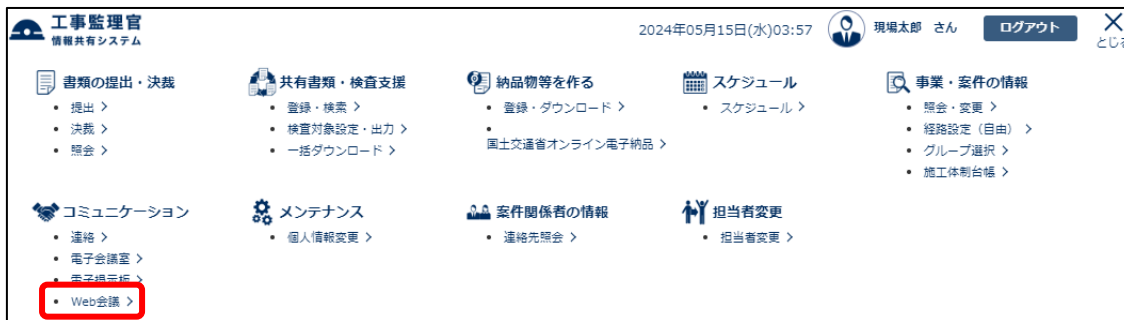 工事監理官
情報共有システム
2024年05月15日(水)03:57
現場太郎 さん
ログアウト
とじる
書類の提出・決裁
• 提出 >
• 決裁 >
• 照会 >
共有書類・検査支援
• 登録・検索 >
• 検査対象設定・出力 >
• 一括ダウンロード >
納品物等を作る
• 登録・ダウンロード >
•
国土交通省オンライン電子納品 >
スケジュール
• スケジュール >
事業・案件の情報
• 照会・変更 >
• 経路設定（自由） >
• グループ選択 >
• 施工体制台帳 >
コミュニケーション
• 連絡 >
• 電子会議室 >
• 電子掲示板 >
• Web会議 >
メンテナンス
• 個人情報変更 >
案件関係者の情報
• 連絡先照会 >
担当者変更
• 担当者変更 >